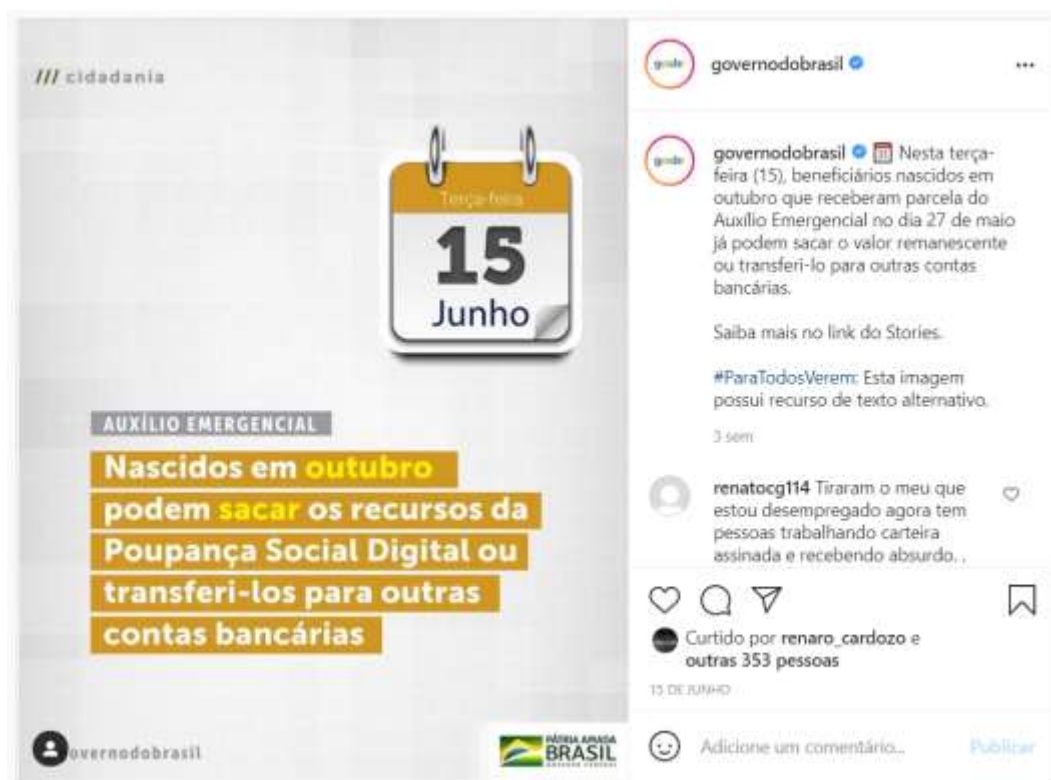 /// cidadania
Terça-feira
15
Junho
AUXÍLIO EMERGENCIAL
Nascidos em outubro
podem sacar os recursos da
Poupança Social Digital ou
transferi-los para outras
contas bancárias
overnodobrasil
PÁTRIA AMADA
BRASIL
GOVERNO FEDERAL
governodobrasil
governodobrasil Nesta terça-
feira (15), beneficiários nascidos em
outubro que receberam parcela do
Auxílio Emergencial no dia 27 de maio
já podem sacar o valor remanescente
ou transferi-lo para outras contas
bancárias.
Saiba mais no link do Stories.
#ParaTodosVerem: Esta imagem
possui recurso de texto alternativo.
3 sem
renatocg114 Tiraram o meu que
estou desempregado agora tem
pessoas trabalhando carteira
assinada e recebendo absurdo. .
Curtido por renaro_cardozo e
outras 353 pessoas
15 DE JUNHO
Adicione um comentário...
Publicar